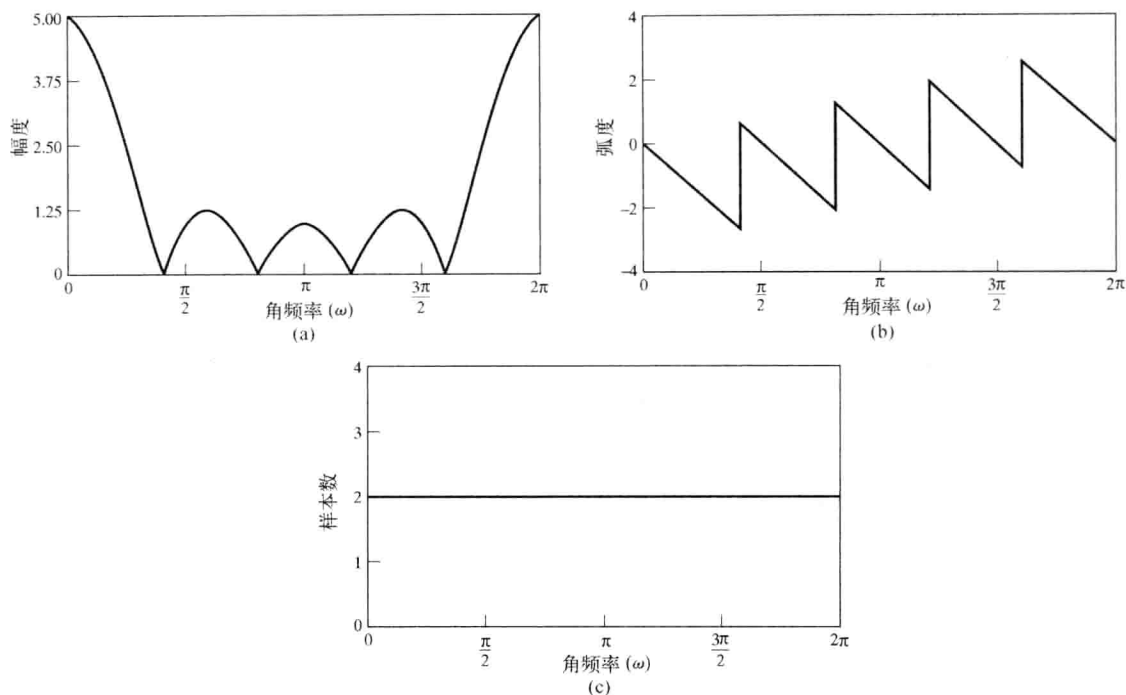 5.00
3.75
2.50
1.25
0
幅度
0
π/2
π
3π/2
2π
角频率 (ω)
(a)
4
2
0
−2
−4
弧度
0
π/2
π
3π/2
2π
角频率 (ω)
(b)
4
3
2
1
0
样本数
0
π/2
π
3π/2
2π
角频率 (ω)
(c)